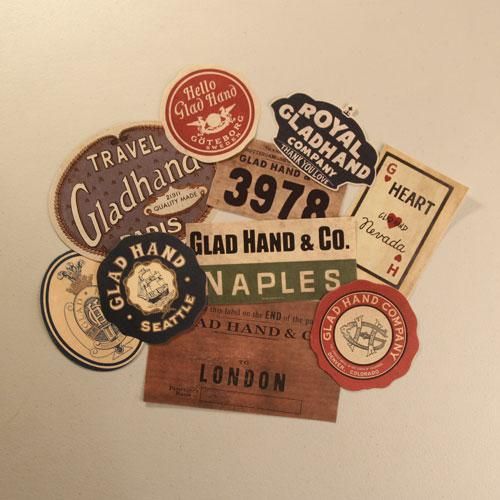 Hello
Glad Hand
GÖTEBORG
SWEDEN
ROYAL
GLADHAND
COMPANY
THANK YOU LOVE
TRAVEL
Gladhand
21911
QUALITY MADE
PARIS
GLAD HAND
3978
G
HEART
Nevada
H
GLAD HAND & CO.
NAPLES
this label on the END of the
GLAD HAND & CO
TO
LONDON
GLAD HAND
SEATTLE
GLAD HAND COMPANY
DENVER, COLORADO